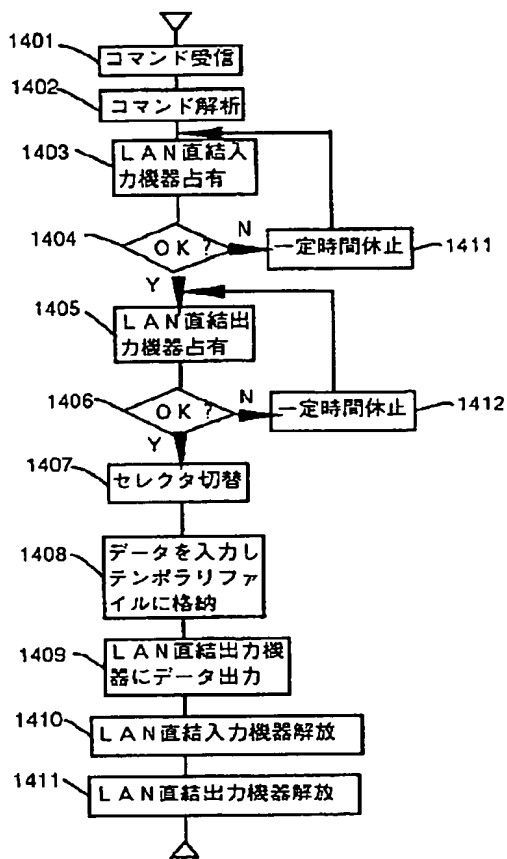 1401
コマンド受信
1402
コマンド解析
1403
LAN直結入
力機器占有
1404
OK?
N
一定時間休止
1411
Y
1405
LAN直結出
力機器占有
1406
OK?
N
一定時間休止
1412
Y
1407
セレクタ切替
1408
データを入力し
テンポラリファ
イルに格納
1409
LAN直結出力機
器にデータ出力
1410
LAN直結入力機器解放
1411
LAN直結出力機器解放